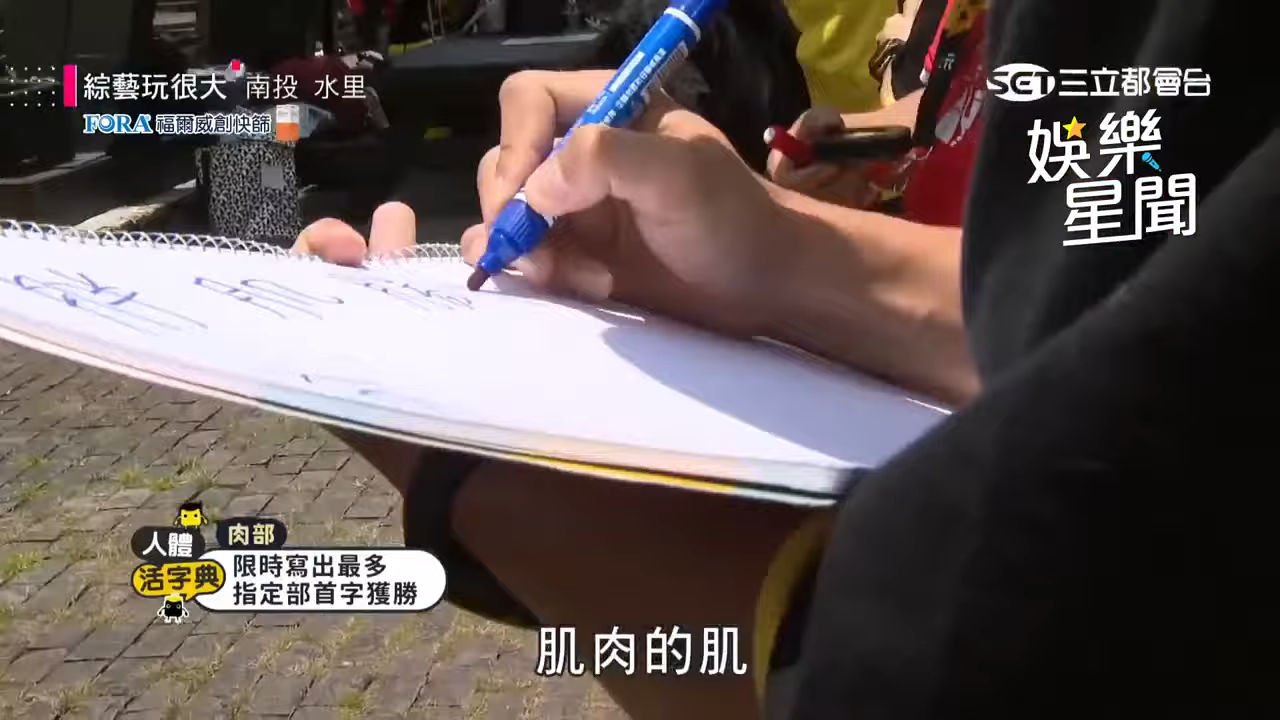 綜藝玩很大 南投 水里
FORA 福爾威創快篩
SET 三立都會台
娛樂
星聞
肌
人體
活字典
肉部
限時寫出最多
指定部首字獲勝
肌肉的肌